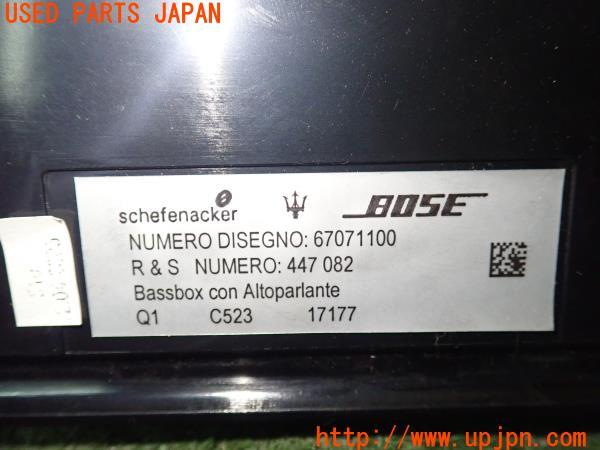 USED PARTS JAPAN
schefenacker BOSE
NUMERO DISEGNO: 67071100
R & S NUMERO: 447 082
Bassbox con Altoparlante
Q1 C523 17177
UPJ www.upjpn.com